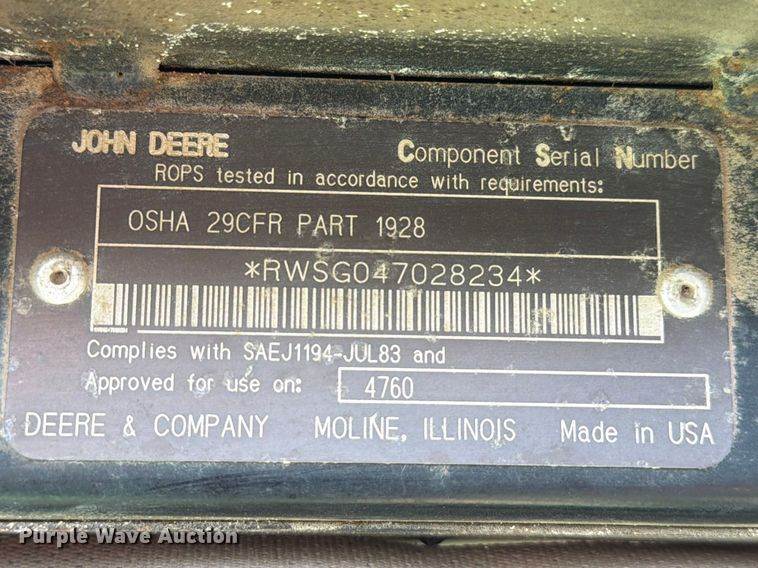 JOHN DEERE Component Serial Number
ROPS tested in accordance with requirements:
OSHA 29CFR PART 1928
*RWSG047028234*
Complies with SAEJ1194-JUL83 and
Approved for use on: 4760
DEERE & COMPANY MOLINE, ILLINOIS Made in USA
Purple Wave Auction